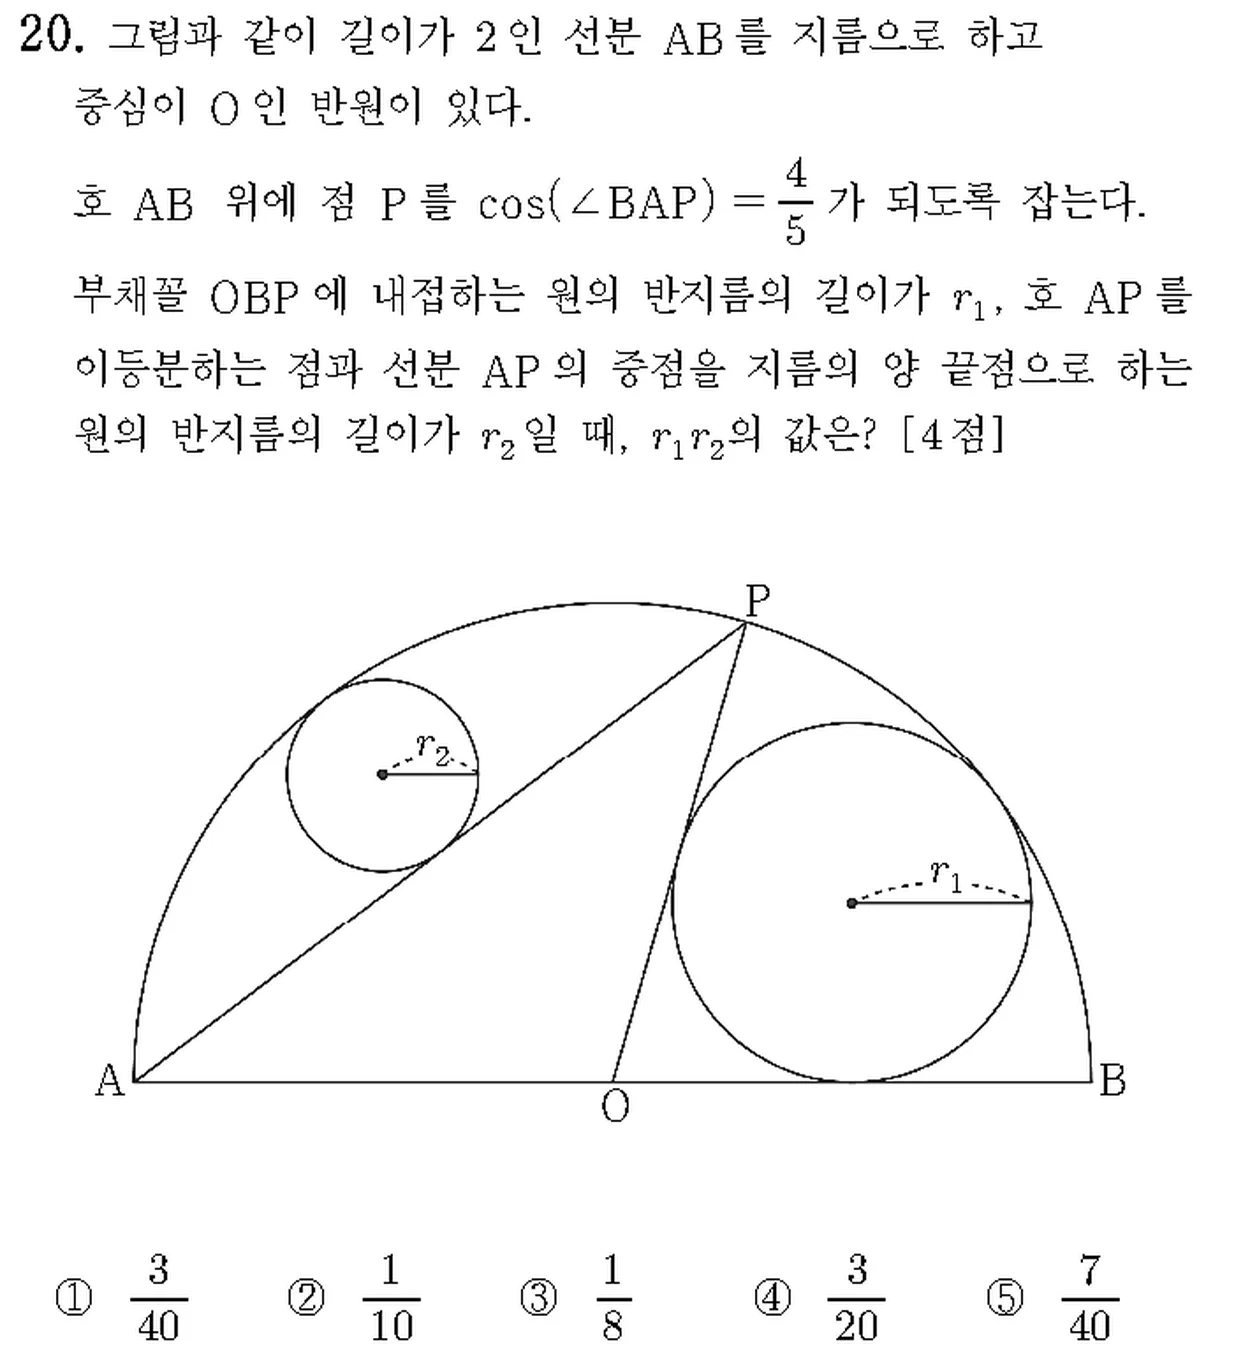 20. 그림과 같이 길이가 2인 선분 AB를 지름으로 하고
중심이 O인 반원이 있다.
호 AB 위에 점 P를 cos(∠BAP) = 4/5 가 되도록 잡는다.
부채꼴 OBP에 내접하는 원의 반지름의 길이가 r₁, 호 AP를
이등분하는 점과 선분 AP의 중점을 지름의 양 끝점으로 하는
원의 반지름의 길이가 r₂일 때, r₁r₂의 값은? [4점]
P
r₂
r₁
A
O
B
① 3/40 ② 1/10 ③ 1/8 ④ 3/20 ⑤ 7/40